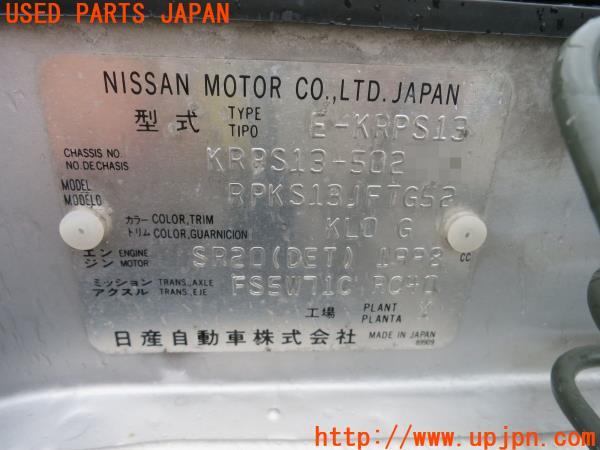 USED PARTS JAPAN
NISSAN MOTOR CO.,LTD. JAPAN
型式 TYPE TIPO E-KRPS13
CHASSIS NO. NO.DE CHASIS KRPS13-502
MODEL MODELO RPKS13JFTG52
カラー COLOR,TRIM KL0 G
トリム COLOR,GUARNICION
エン ENGINE SR20(DET) 1998 cc
ジン MOTOR
ミッション TRANS.,AXLE FS5W71C RC40
アクスル TRANS.,EJE
工場 PLANT PLANTA
日産自動車株式会社 MADE IN JAPAN
89909
(C)UPJ http://www.upjpn.com